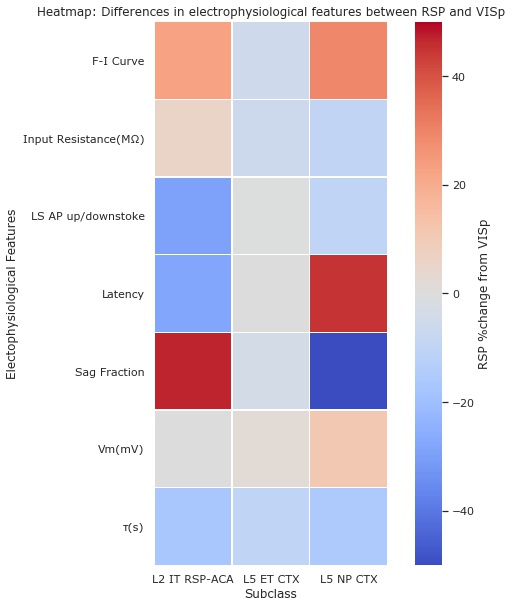 Heatmap: Differences in electrophysiological features between RSP and VISp
F-I Curve
Input Resistance(MΩ)
LS AP up/downstoke
Latency
Sag Fraction
Vm(mV)
τ(s)
Electophysiological Features
L2 IT RSP-ACA L5 ET CTX L5 NP CTX
Subclass
40
20
0
−20
−40
RSP %change from VISp